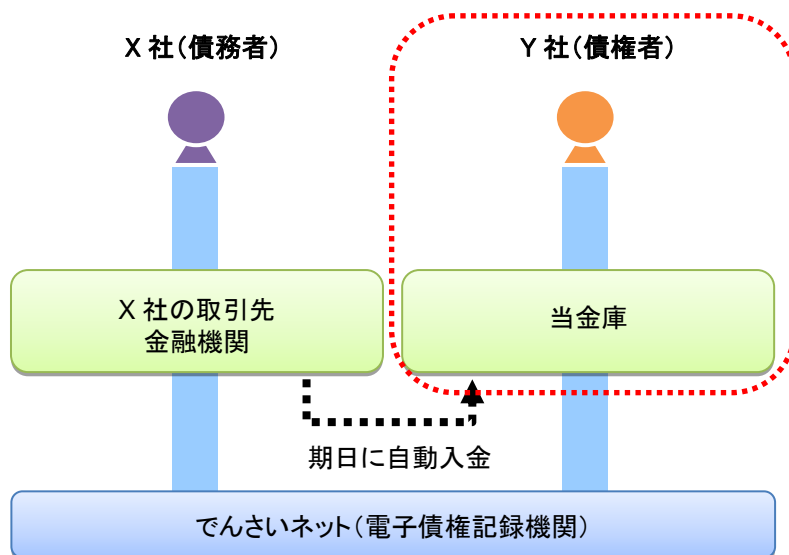 X 社（債務者）
Y 社（債権者）
X 社の取引先
金融機関
当金庫
期日に自動入金
でんさいネット（電子債権記録機関）